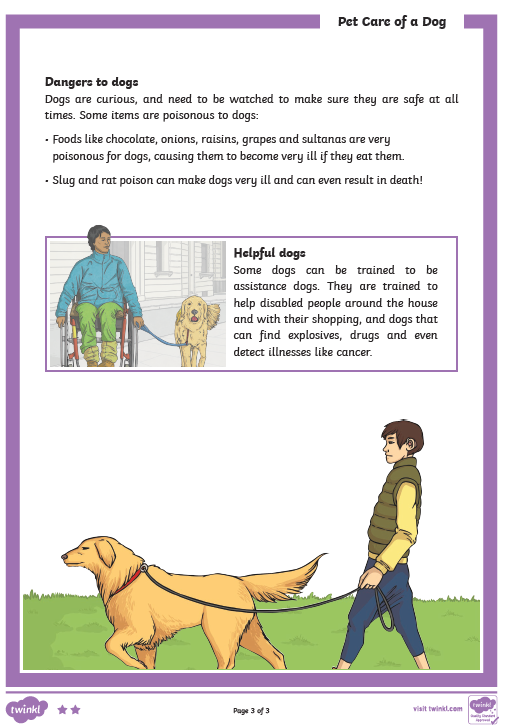 Pet Care of a Dog
Dangers to dogs
Dogs are curious, and need to be watched to make sure they are safe at all
times. Some items are poisonous to dogs:
• Foods like chocolate, onions, raisins, grapes and sultanas are very
poisonous for dogs, causing them to become very ill if they eat them.
• Slug and rat poison can make dogs very ill and can even result in death!
Helpful dogs
Some dogs can be trained to be
assistance dogs. They are trained to
help disabled people around the house
and with their shopping, and dogs that
can find explosives, drugs and even
detect illnesses like cancer.
twinkl
Page 3 of 3
visit twinkl.com
twinkl
Quality Standard
Approved